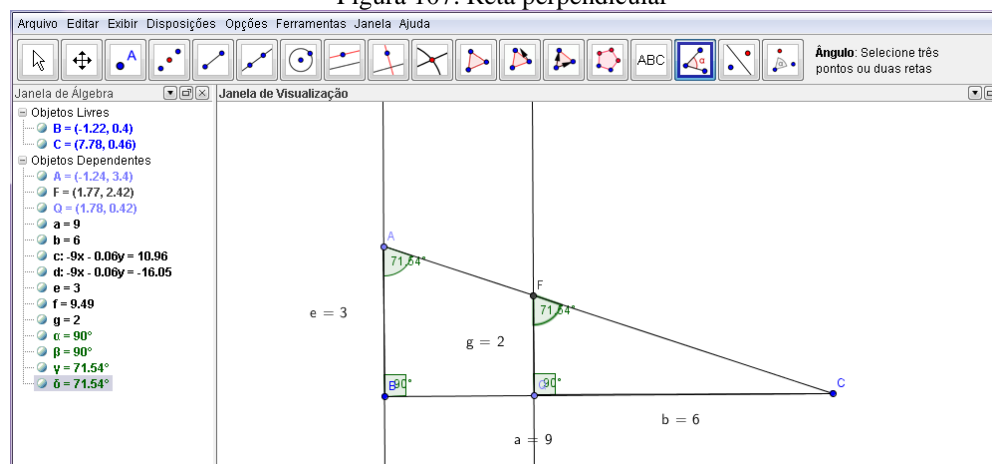 Figura 107. Reta perpendicular
Arquivo Editar Exibir Disposições Opções Ferramentas Janela Ajuda
A
ABC
α
α
Ângulo: Selecione três
pontos ou duas retas
Janela de Álgebra
Janela de Visualização
Objetos Livres
B = (-1.22, 0.4)
C = (7.78, 0.46)
Objetos Dependentes
A = (-1.24, 3.4)
F = (1.77, 2.42)
Q = (1.78, 0.42)
a = 9
b = 6
c: -9x - 0.06y = 10.96
d: -9x - 0.06y = -16.05
e = 3
f = 9.49
g = 2
α = 90°
β = 90°
γ = 71.54°
δ = 71.54°
A
71.54°
F
71.54°
e = 3
g = 2
B
90°
Q
90°
C
b = 6
a = 9